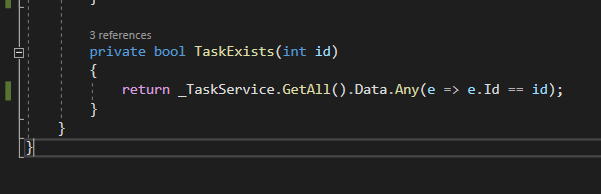 }
3 references
private bool TaskExists(int id)
{
return _TaskService.GetAll().Data.Any(e => e.Id == id);
}
}
}